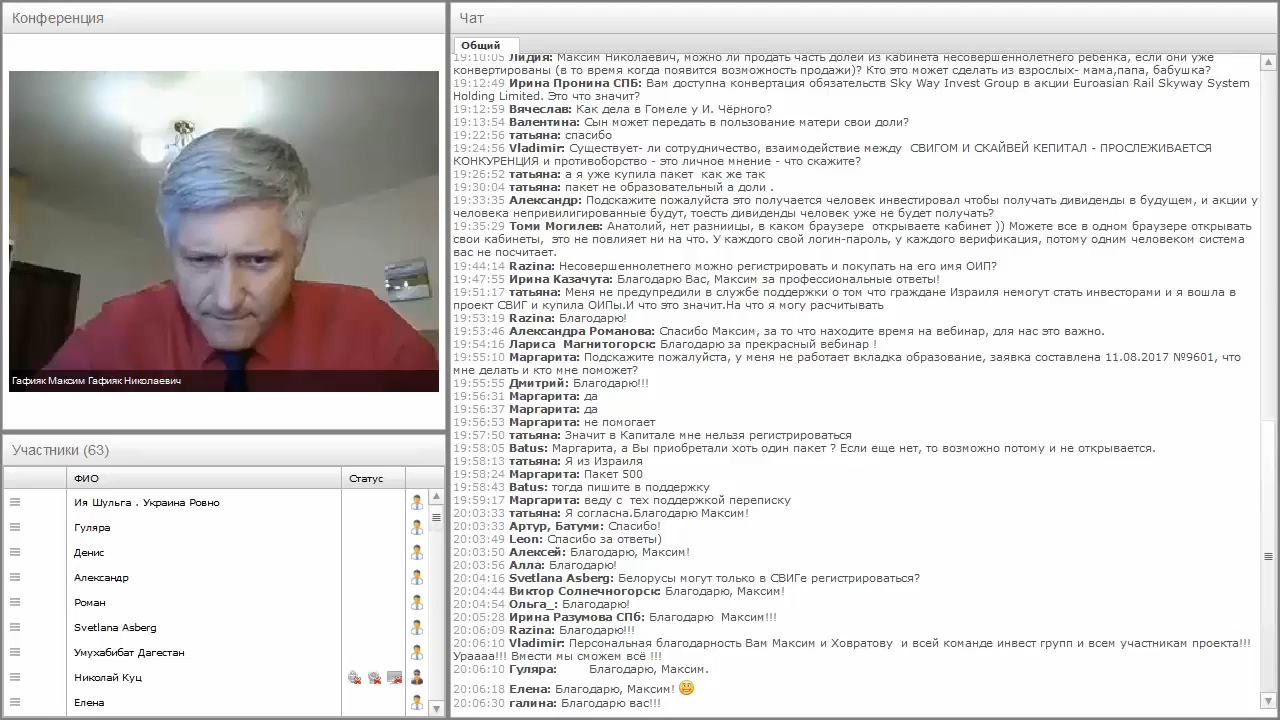 Конференция
Гафияк Максим Гафияк Николаевич
Участники (63)
ФИО
Статус
Ия Шульга . Украина Ровно
Гуляра
Денис
Александр
Роман
Svetlana Asberg
Умухабибат Дагестан
Николай Куц
Елена
Чат
Общий
19:10:05 Лидия: Максим Николаевич, можно ли продать часть долей из кабинета несовершеннолетнего ребенка, если они уже
конвертированы (в то время когда появится возможность продажи)? Кто это может сделать из взрослых- мама,папа, бабушка?
19:12:49 Ирина Пронина СПБ: Вам доступна конвертация обязательств Sky Way Invest Group в акции Euroasian Rail Skyway System
Holding Limited. Это что значит?
19:12:59 Вячеслав: Как дела в Гомеле у И. Чёрного?
19:13:54 Валентина: Сын может передать в пользование матери свои доли?
19:22:56 татьяна: спасибо
19:24:56 Vladimir: Существует- ли сотрудничество, взаимодействие между СВИГОМ И СКАЙВЕЙ КЕПИТАЛ - ПРОСЛЕЖИВАЕТСЯ
КОНКУРЕНЦИЯ и противоборство - это личное мнение - что скажите?
19:26:52 татьяна: а я уже купила пакет как же так
19:30:04 татьяна: пакет не образовательный а доли .
19:33:35 Александр: Подскажите пожалуйста это получается человек инвестировал чтобы получать дивиденды в будущем, и акции у
человека непривилигированные будут, тоесть дивиденды человек уже не будет получать?
19:35:29 Томи Могилев: Анатолий, нет разниицы, в каком браузере откpываете кабинет )) Можете все в одном браузере открывать
свои кабинеты, это не повлияет ни на что. У каждого свой логин-пароль, у каждого верификация, потому одним человеком система
вас не посчитает.
19:44:14 Razina: Несовершеннолетнего можно регистрировать и покупать на его имя ОИП?
19:47:55 Ирина Казачута: Благодарю Вас, Максим за профессиональные ответы!
19:51:17 татьяна: Меня не предупредили в службе поддержки о том что граждане Израиля немогут стать инвесторами и я вошла в
проект СВИГ и купила ОИПы.И что это значит.На что я могу расчитывать
19:53:19 Razina: Благодарю!
19:53:46 Александра Романова: Спасибо Максим, за то что находите время на вебинар, для нас это важно.
19:54:16 Лариса Магнитогорск: Благодарю за прекрасный вебинар !
19:55:10 Маргарита: Подскажите пожалуйста, у меня не работает вкладка образование, заявка составлена 11.08.2017 №9601, что
мне делать и кто мне поможет?
19:55:55 Дмитрий: Благодарю!!!
19:56:31 Маргарита: да
19:56:37 Маргарита: да
19:56:53 Маргарита: не помогает
19:57:50 татьяна: Значит в Капитале мне нельзя регистрироваться
19:58:05 Batus: Маргарита, а Вы приобретали хоть один пакет ? Если еще нет, то возможно потому и не открывается.
19:58:13 татьяна: Я из Израиля
19:58:24 Маргарита: Пакет 500
19:58:43 Batus: тогда пишите в поддержку
19:59:17 Маргарита: веду с тех поддержкой переписку
20:03:33 татьяна: Я согласна.Благодарю Максим!
20:03:33 Артур, Батуми: Спасибо!
20:03:49 Leon: Спасибо за ответы)
20:03:50 Алексей: Благодарю, Максим!
20:03:56 Алла: Благодарю!
20:04:16 Svetlana Asberg: Белорусы могут только в СВИГе регистрироваться?
20:04:44 Виктор Солнечногорск: Благодарю, Максим!
20:04:54 Ольга_: Благодарю!
20:05:28 Ирина Разумова СПб: Благодарю Максим!!!
20:06:09 Razina: Благодарю!!!
20:06:10 Vladimir: Персональная благодарность Вам Максим и Ховратову и всей команде инвест групп и всем участникам проекта!!!
Ураааа!!! Вмести мы сможем всё !!!
20:06:10 Гуляра: Благодарю, Максим.
20:06:18 Елена: Благодарю, Максим!
20:06:30 галина: Благодарю вас!!!